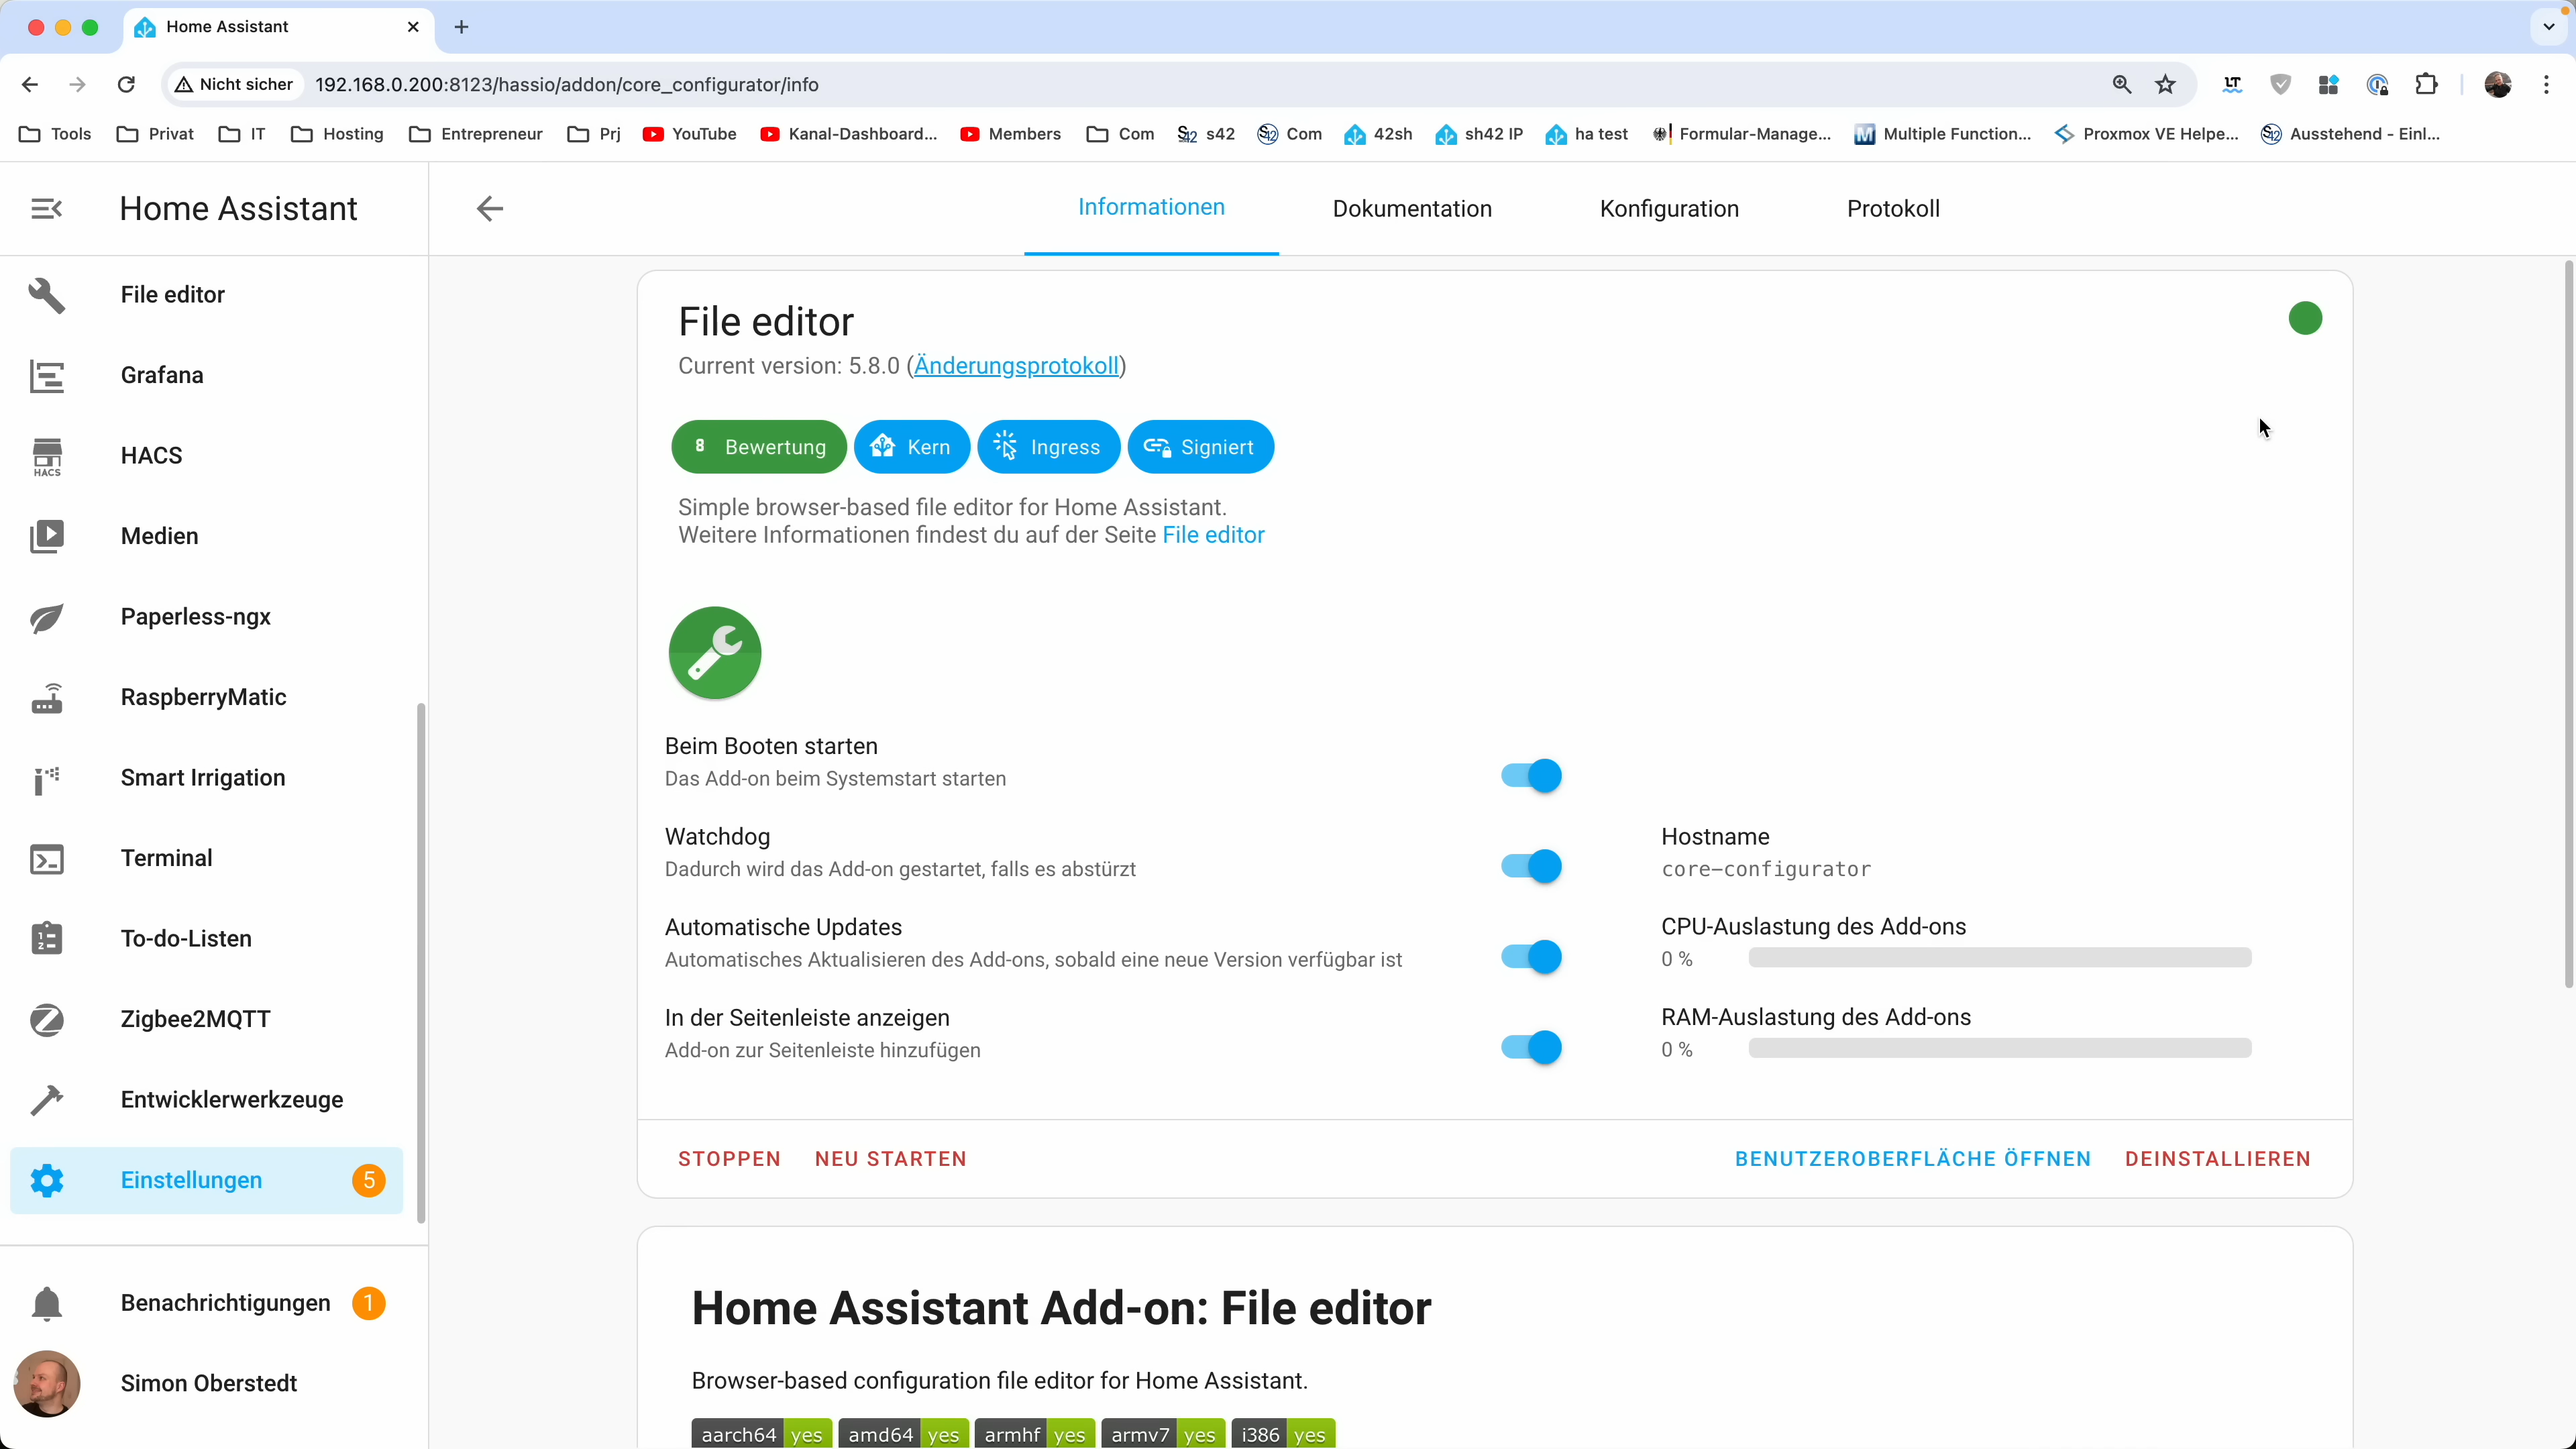 Home Assistant
Nicht sicher 192.168.0.200:8123/hassio/addon/core_configurator/info
Tools Privat IT Hosting Entrepreneur Prj YouTube Kanal-Dashboard... Members Com s42 Com 42sh sh42 IP ha test Formular-Manage... Multiple Function... Proxmox VE Helpe... Ausstehend - Einl...
Home Assistant
Informationen Dokumentation Konfiguration Protokoll
File editor
Grafana
HACS
Medien
Paperless-ngx
RaspberryMatic
Smart Irrigation
Terminal
To-do-Listen
Zigbee2MQTT
Entwicklerwerkzeuge
Einstellungen 5
Benachrichtigungen 1
Simon Oberstedt
File editor
Current version: 5.8.0 (Änderungsprotokoll)
8 Bewertung Kern Ingress Signiert
Simple browser-based file editor for Home Assistant.
Weitere Informationen findest du auf der Seite File editor
Beim Booten starten
Das Add-on beim Systemstart starten
Watchdog
Dadurch wird das Add-on gestartet, falls es abstürzt
Automatische Updates
Automatisches Aktualisieren des Add-ons, sobald eine neue Version verfügbar ist
In der Seitenleiste anzeigen
Add-on zur Seitenleiste hinzufügen
Hostname
core-configurator
CPU-Auslastung des Add-ons
0 %
RAM-Auslastung des Add-ons
0 %
STOPPEN NEU STARTEN BENUTZEROBERFLÄCHE ÖFFNEN DEINSTALLIEREN
Home Assistant Add-on: File editor
Browser-based configuration file editor for Home Assistant.
aarch64 yes amd64 yes armhf yes armv7 yes i386 yes